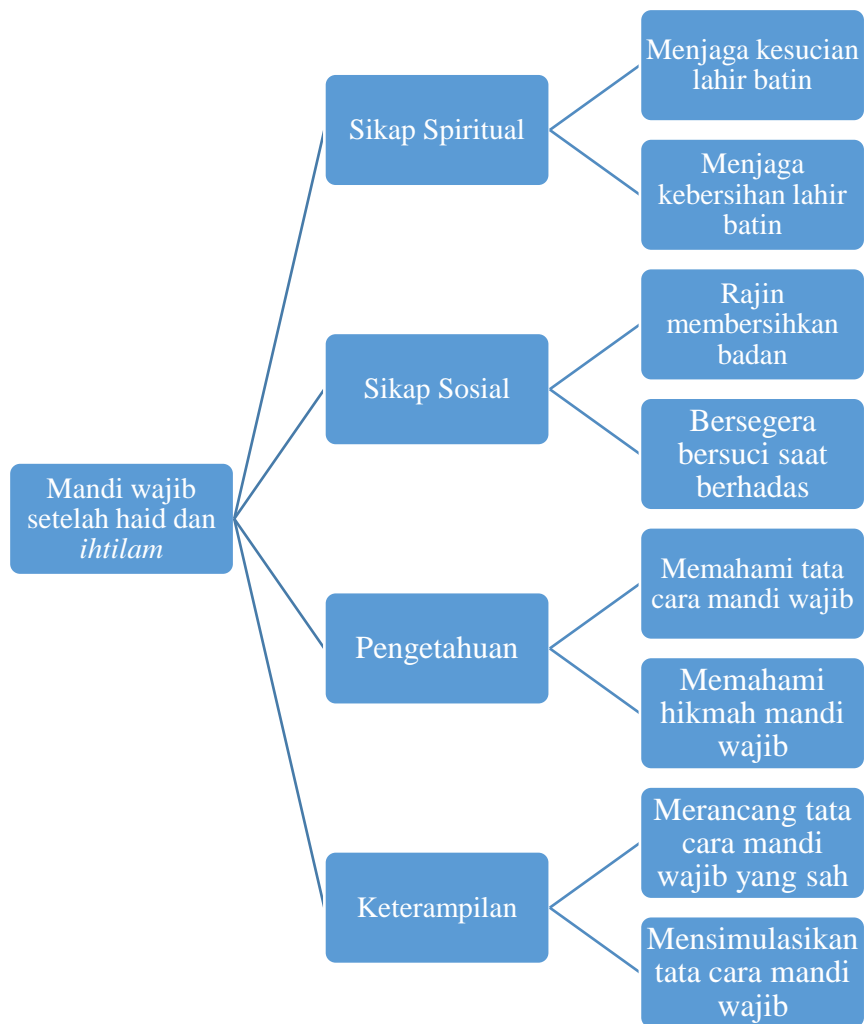 Mandi wajib
setelah haid dan
ihtilam
Sikap Spiritual
Menjaga kesucian
lahir batin
Menjaga
kebersihan lahir
batin
Sikap Sosial
Rajin
membersihkan
badan
Bersegera
bersuci saat
berhadas
Pengetahuan
Memahami tata
cara mandi wajib
Memahami
hikmah mandi
wajib
Keterampilan
Merancang tata
cara mandi
wajib yang sah
Mensimulasikan
tata cara mandi
wajib